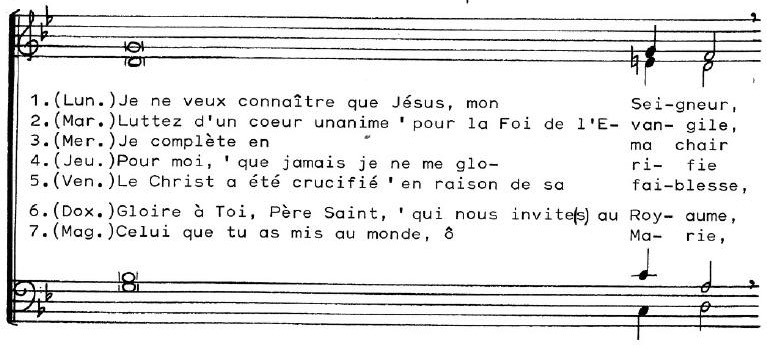 1.(Lun.)Je ne veux connaître que Jésus, mon Sei-gneur,
2.(Mar.)Luttez d'un coeur unanime ' pour la Foi de l'E- van- gile,
3.(Mer.)Je complète en ma chair
4.(Jeu.)Pour moi, ' que jamais je ne me glo- ri- fie
5.(Ven.)Le Christ a été crucifié ' en raison de sa fai-blesse,
6.(Dox.)Gloire à Toi, Père Saint, ' qui nous invite(s) au Roy- aume,
7.(Mag.)Celui que tu as mis au monde, ô Ma- rie,